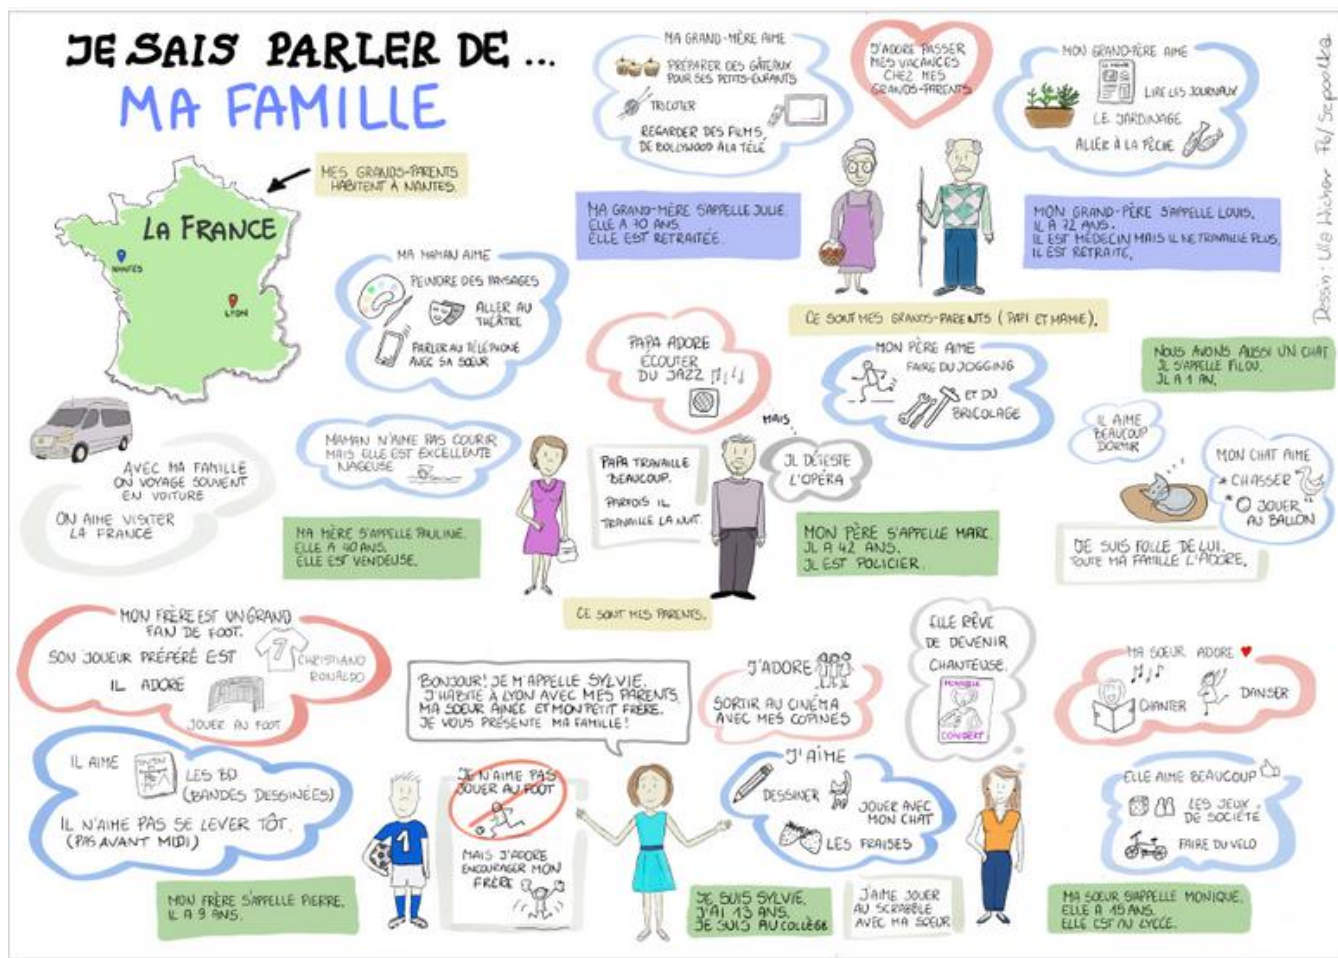 JE SAIS PARLER DE ...
MA FAMILLE
MES GRANDS-PARENTS
HABITENT À NANTES.
LA FRANCE
NANTES
LYON
MA GRAND-MÈRE AIME
PRÉPARER DES GÂTEAUX
POUR SES PETITS-ENFANTS
TRICOTER
REGARDER DES FILMS
DE BOLLYWOOD À LA TÉLÉ
J'ADORE PASSER
MES VACANCES
CHEZ MES
GRANDS-PARENTS
MON GRAND-PÈRE AIME
LIRE LES JOURNAUX
LE JARDINAGE
ALLER À LA PÊCHE
MA GRAND-MÈRE S'APPELLE JULIE.
ELLE A 70 ANS.
ELLE EST RETRAITÉE.
MON GRAND-PÈRE S'APPELLE LOUIS.
IL A 72 ANS.
IL EST MÉDECIN MAIS IL NE TRAVAILLE PLUS.
IL EST RETRAITÉ.
CE SONT MES GRANDS-PARENTS (PAPI ET MAMIE).
MA MAMAN AIME
PEINDRE DES PAYSAGES
ALLER AU
THÉÂTRE
PARLER AU TÉLÉPHONE
AVEC SA SŒUR
PAPA ADORE
ÉCOUTER
DU JAZZ
MAIS...
IL DÉTESTE
L'OPÉRA
MON PÈRE AIME
FAIRE DU JOGGING
ET DU
BRICOLAGE
NOUS AVONS AUSSI UN CHAT
IL S'APPELLE FILOU.
IL A 1 AN.
IL AIME
BEAUCOUP
DORMIR
MON CHAT AIME
* CHASSER
* JOUER
AU BALLON
JE SUIS FOLLE DE LUI.
TOUTE MA FAMILLE L'ADORE.
AVEC MA FAMILLE
ON VOYAGE SOUVENT
EN VOITURE
ON AIME VISITER
LA FRANCE
MAMAN N'AIME PAS COURIR
MAIS ELLE EST EXCELLENTE
NAGEUSE
MA MÈRE S'APPELLE PAULINE.
ELLE A 40 ANS.
ELLE EST VENDEUSE.
PAPA TRAVAILLE
BEAUCOUP.
PARFOIS IL
TRAVAILLE LA NUIT.
MON PÈRE S'APPELLE MARC.
IL A 42 ANS.
IL EST POLICIER.
CE SONT MES PARENTS.
MON FRÈRE EST UN GRAND
FAN DE FOOT.
SON JOUEUR PRÉFÉRÉ EST
7
CHRISTIANO
RONALDO
IL ADORE
JOUER AU FOOT
IL AIME
LES BD
(BANDES DESSINÉES)
IL N'AIME PAS SE LEVER TÔT.
(PAS AVANT MIDI)
MON FRÈRE S'APPELLE PIERRE.
IL A 9 ANS.
1
BONJOUR! JE M'APPELLE SYLVIE.
J'HABITE À LYON AVEC MES PARENTS,
MA SOEUR AINÉE ET MON PETIT FRÈRE.
JE VOUS PRÉSENTE MA FAMILLE!
JE N'AIME PAS
JOUER AU FOOT
MAIS J'ADORE
ENCOURAGER MON
FRÈRE
J'ADORE
SORTIR AU CINÉMA
AVEC MES COPINES
J'AIME
DESSINER
JOUER AVEC
MON CHAT
LES FRAISES
JE SUIS SYLVIE.
J'AI 13 ANS.
JE SUIS AU COLLÈGE
J'AIME JOUER
AU SCRABBLE
AVEC MA SOEUR
ELLE RÊVE
DE DEVENIR
CHANTEUSE.
MONIQUE
CONCERT
MA SŒUR ADORE
CHANTER
DANSER
ELLE AIME BEAUCOUP
LES JEUX
DE SOCIÉTÉ
FAIRE DU VELO
MA SOEUR S'APPELLE MONIQUE.
ELLE A 15 ANS.
ELLE EST AU LYCÉE.
Dessin: Ulla